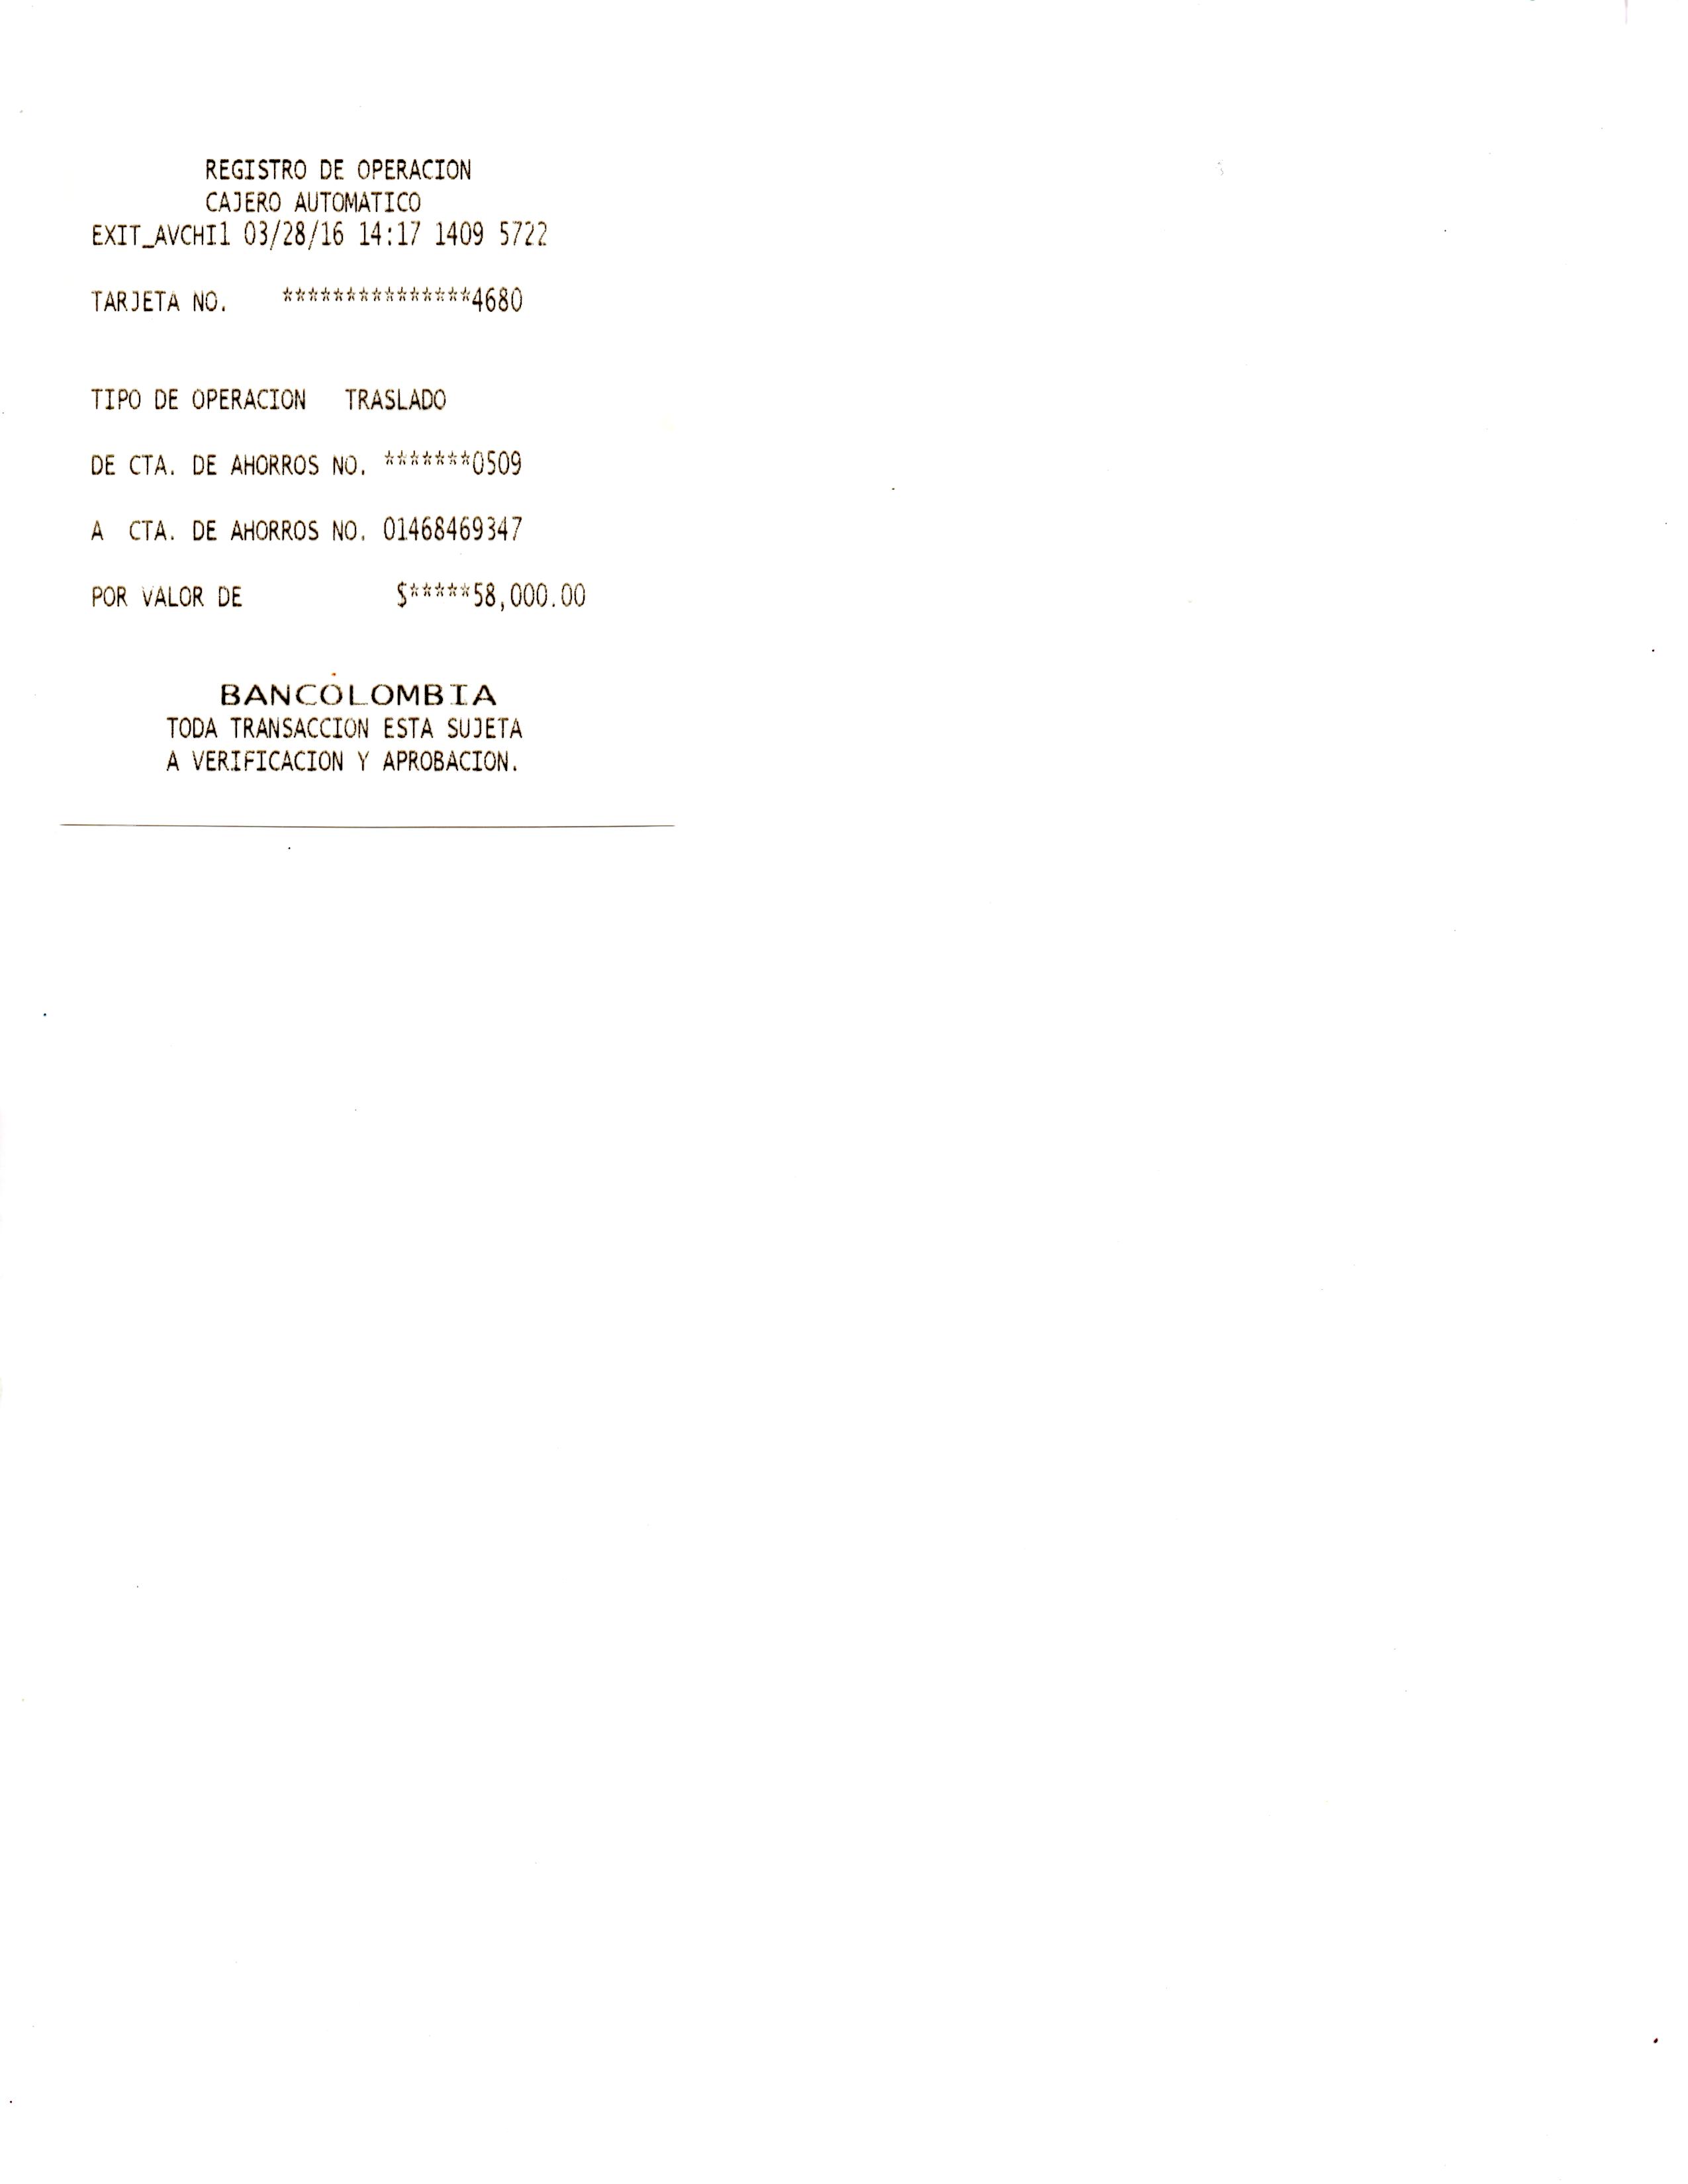 REGISTRO DE OPERACION
CAJERO AUTOMATICO
EXIT_AVCHI1 03/28/16 14:17 1409 5722
TARJETA NO. ***************4680
TIPO DE OPERACION TRASLADO
DE CTA. DE AHORROS NO. *******0509
A CTA. DE AHORROS NO. 01468469347
POR VALOR DE $*****58,000.00
BANCOLOMBIA
TODA TRANSACCION ESTA SUJETA
A VERIFICACION Y APROBACION.